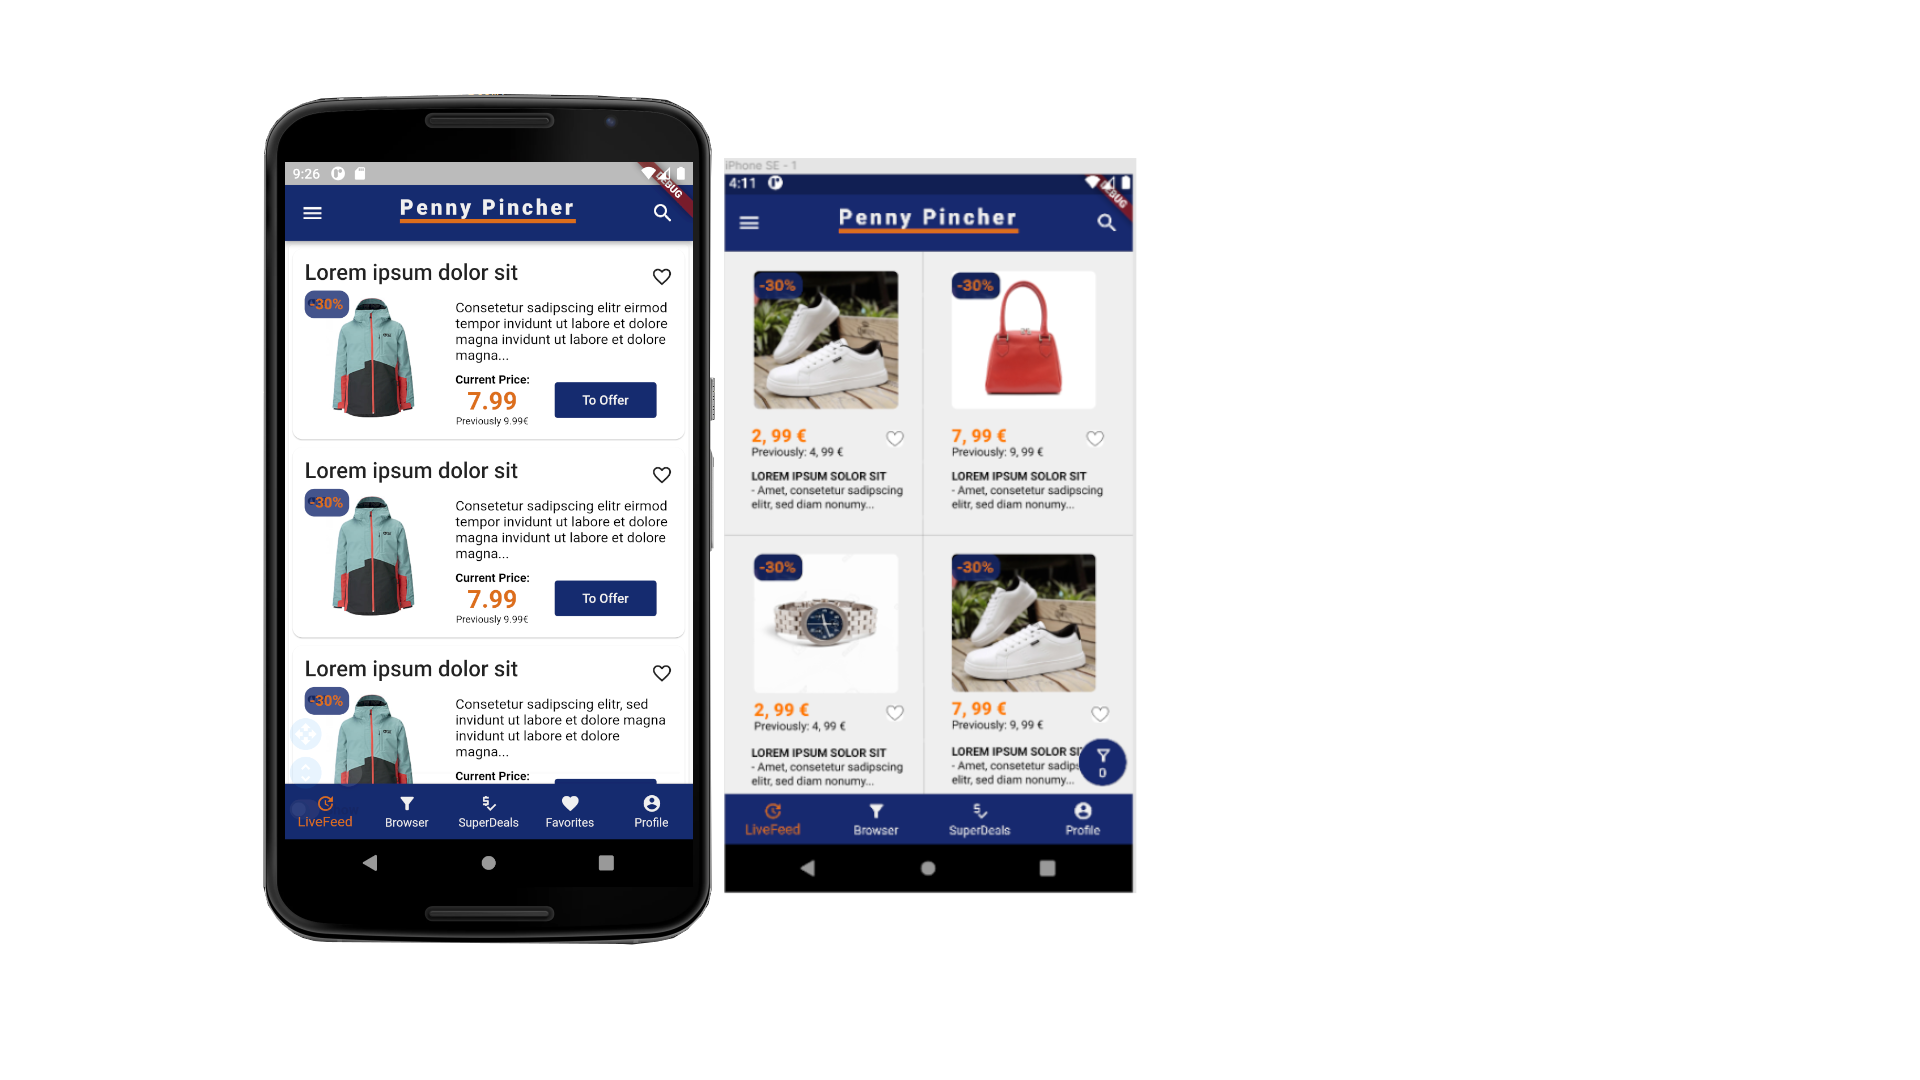 9:26
DEBUG
Penny Pincher
Lorem ipsum dolor sit
-30%
Consetetur sadipscing elitr eirmod
tempor invidunt ut labore et dolore
magna invidunt ut labore et dolore
magna...
Current Price:
7.99
Previously 9.99€
To Offer
Lorem ipsum dolor sit
-30%
Consetetur sadipscing elitr eirmod
tempor invidunt ut labore et dolore
magna invidunt ut labore et dolore
magna...
Current Price:
7.99
Previously 9.99€
To Offer
Lorem ipsum dolor sit
-30%
Consetetur sadipscing elitr, sed
invidunt ut labore et dolore magna
invidunt ut labore et dolore
magna...
Current Price:
LiveFeed
Browser
SuperDeals
Favorites
Profile
iPhone SE - 1
4:11
DEBUG
Penny Pincher
-30%
2, 99 €
Previously: 4, 99 €
LOREM IPSUM SOLOR SIT
- Amet, consetetur sadipscing
elitr, sed diam nonumy...
-30%
7, 99 €
Previously: 9, 99 €
LOREM IPSUM SOLOR SIT
- Amet, consetetur sadipscing
elitr, sed diam nonumy...
-30%
2, 99 €
Previously: 4, 99 €
LOREM IPSUM SOLOR SIT
- Amet, consetetur sadipscing
elitr, sed diam nonumy...
-30%
7, 99 €
Previously: 9, 99 €
LOREM IPSUM SOLOR SI
- Amet, consetetur sadips
elitr, sed diam nonumy...
0
LiveFeed
Browser
SuperDeals
Profile